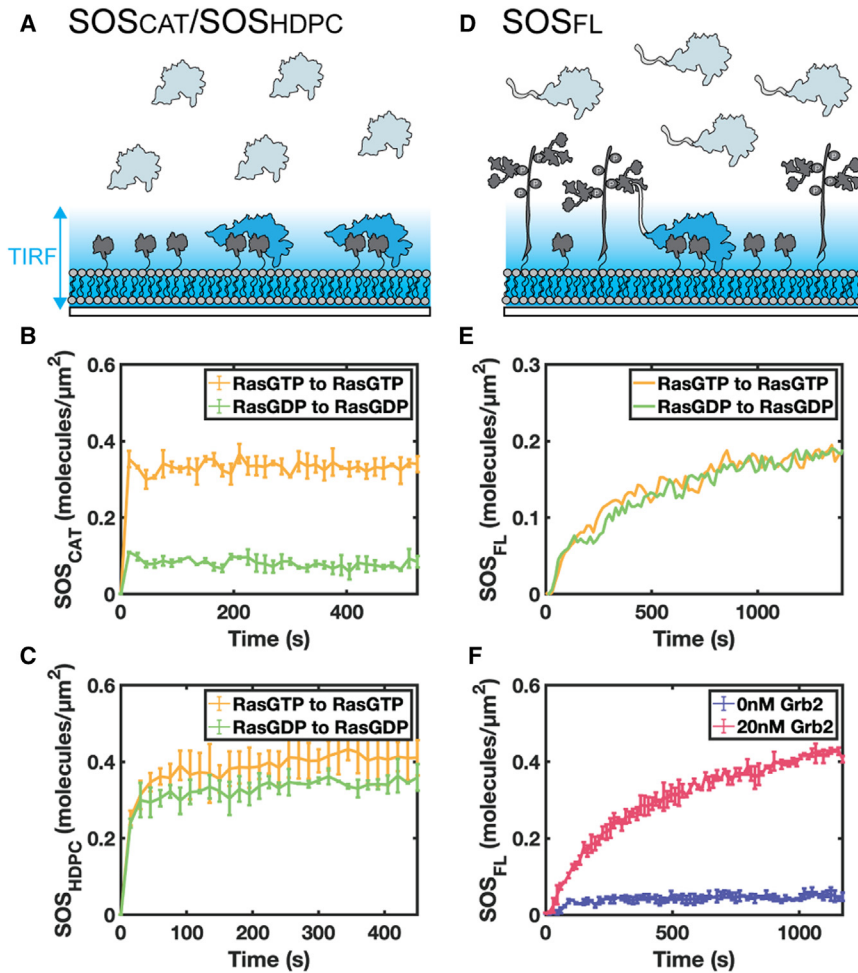 A SOSCAT/SOSHDPC
TIRF
B
SOSCAT (molecules/µm²)
0.6
0.4
0.2
0
RasGTP to RasGTP
RasGDP to RasGDP
0 200 400
Time (s)
C
SOSHDPC (molecules/µm²)
0.6
0.4
0.2
0
RasGTP to RasGTP
RasGDP to RasGDP
0 100 200 300 400
Time (s)
D SOSFL
E
SOSFL (molecules/µm²)
0.3
0.2
0.1
0
RasGTP to RasGTP
RasGDP to RasGDP
0 500 1000
Time (s)
F
SOSFL (molecules/µm²)
0.6
0.4
0.2
0
0nM Grb2
20nM Grb2
0 500 1000
Time (s)